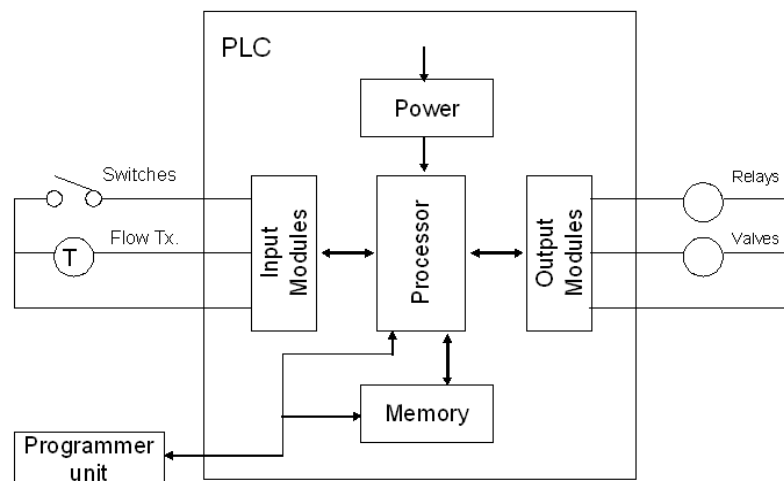 PLC
Power
Switches
Flow Tx.
T
Input
Modules
Processor
Output
Modules
Relays
Valves
Memory
Programmer
unit